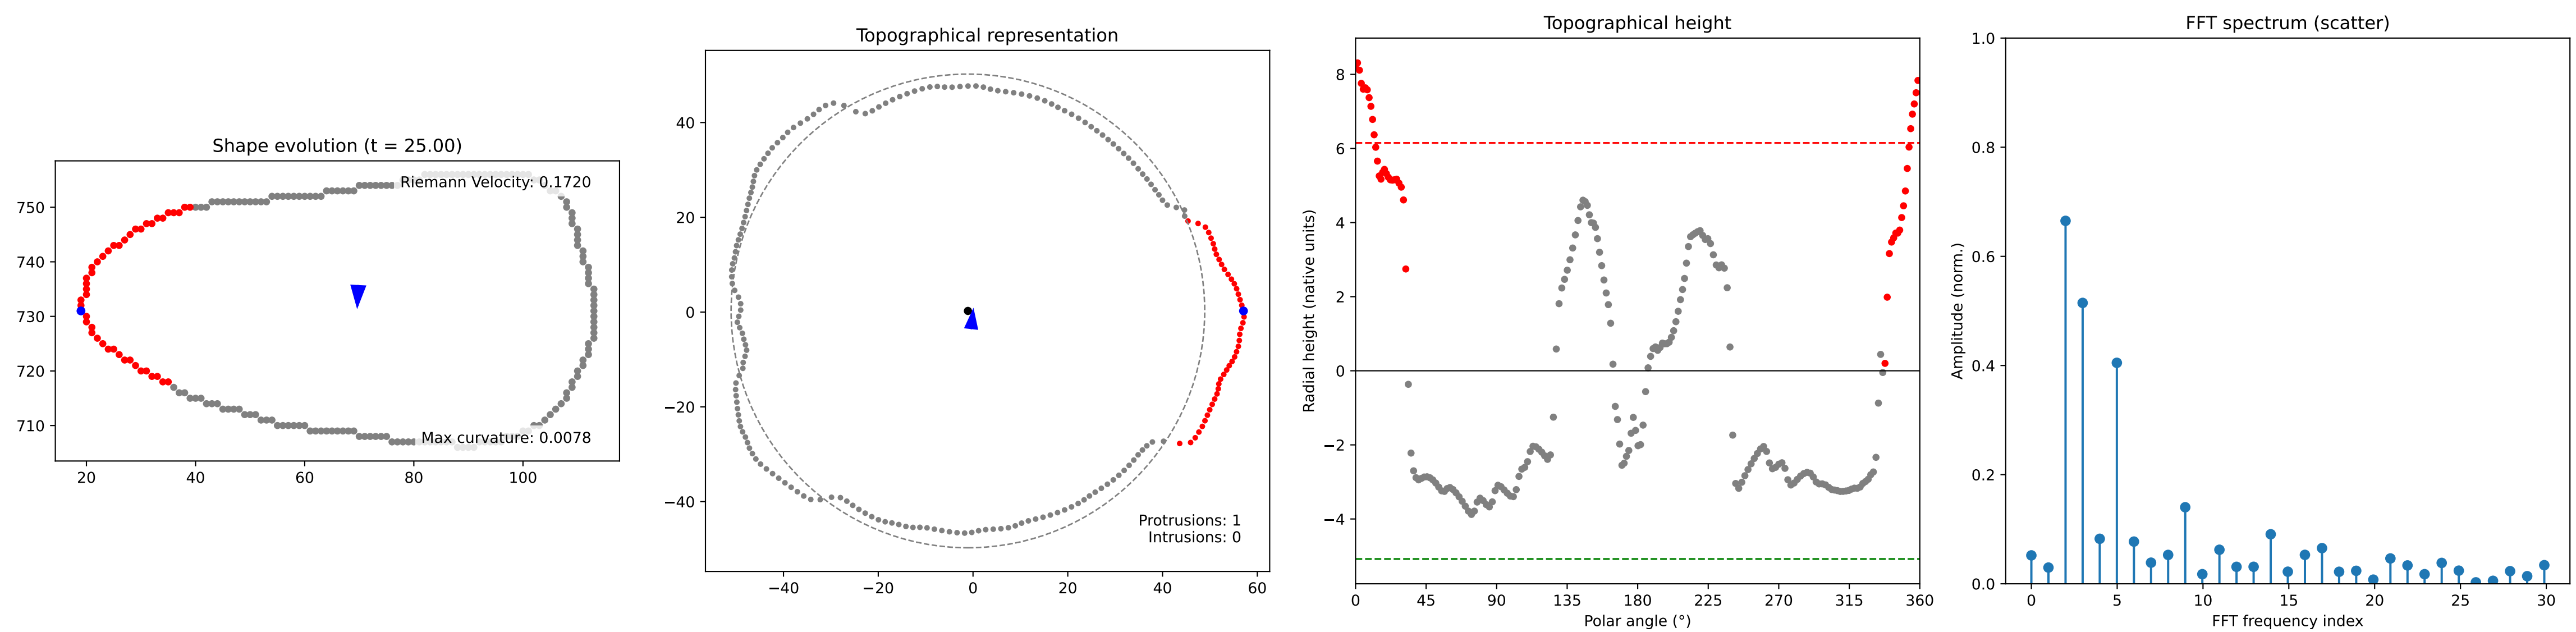 Shape evolution (t = 25.00)
Riemann Velocity: 0.1720
Max curvature: 0.0078
750
740
730
720
710
20 40 60 80 100
Topographical representation
40
20
0
−20
−40
−40 −20 0 20 40 60
Protrusions: 1
Intrusions: 0
Topographical height
Radial height (native units)
8
6
4
2
0
−2
−4
0 45 90 135 180 225 270 315 360
Polar angle (°)
FFT spectrum (scatter)
Amplitude (norm.)
1.0
0.8
0.6
0.4
0.2
0.0
0 5 10 15 20 25 30
FFT frequency index